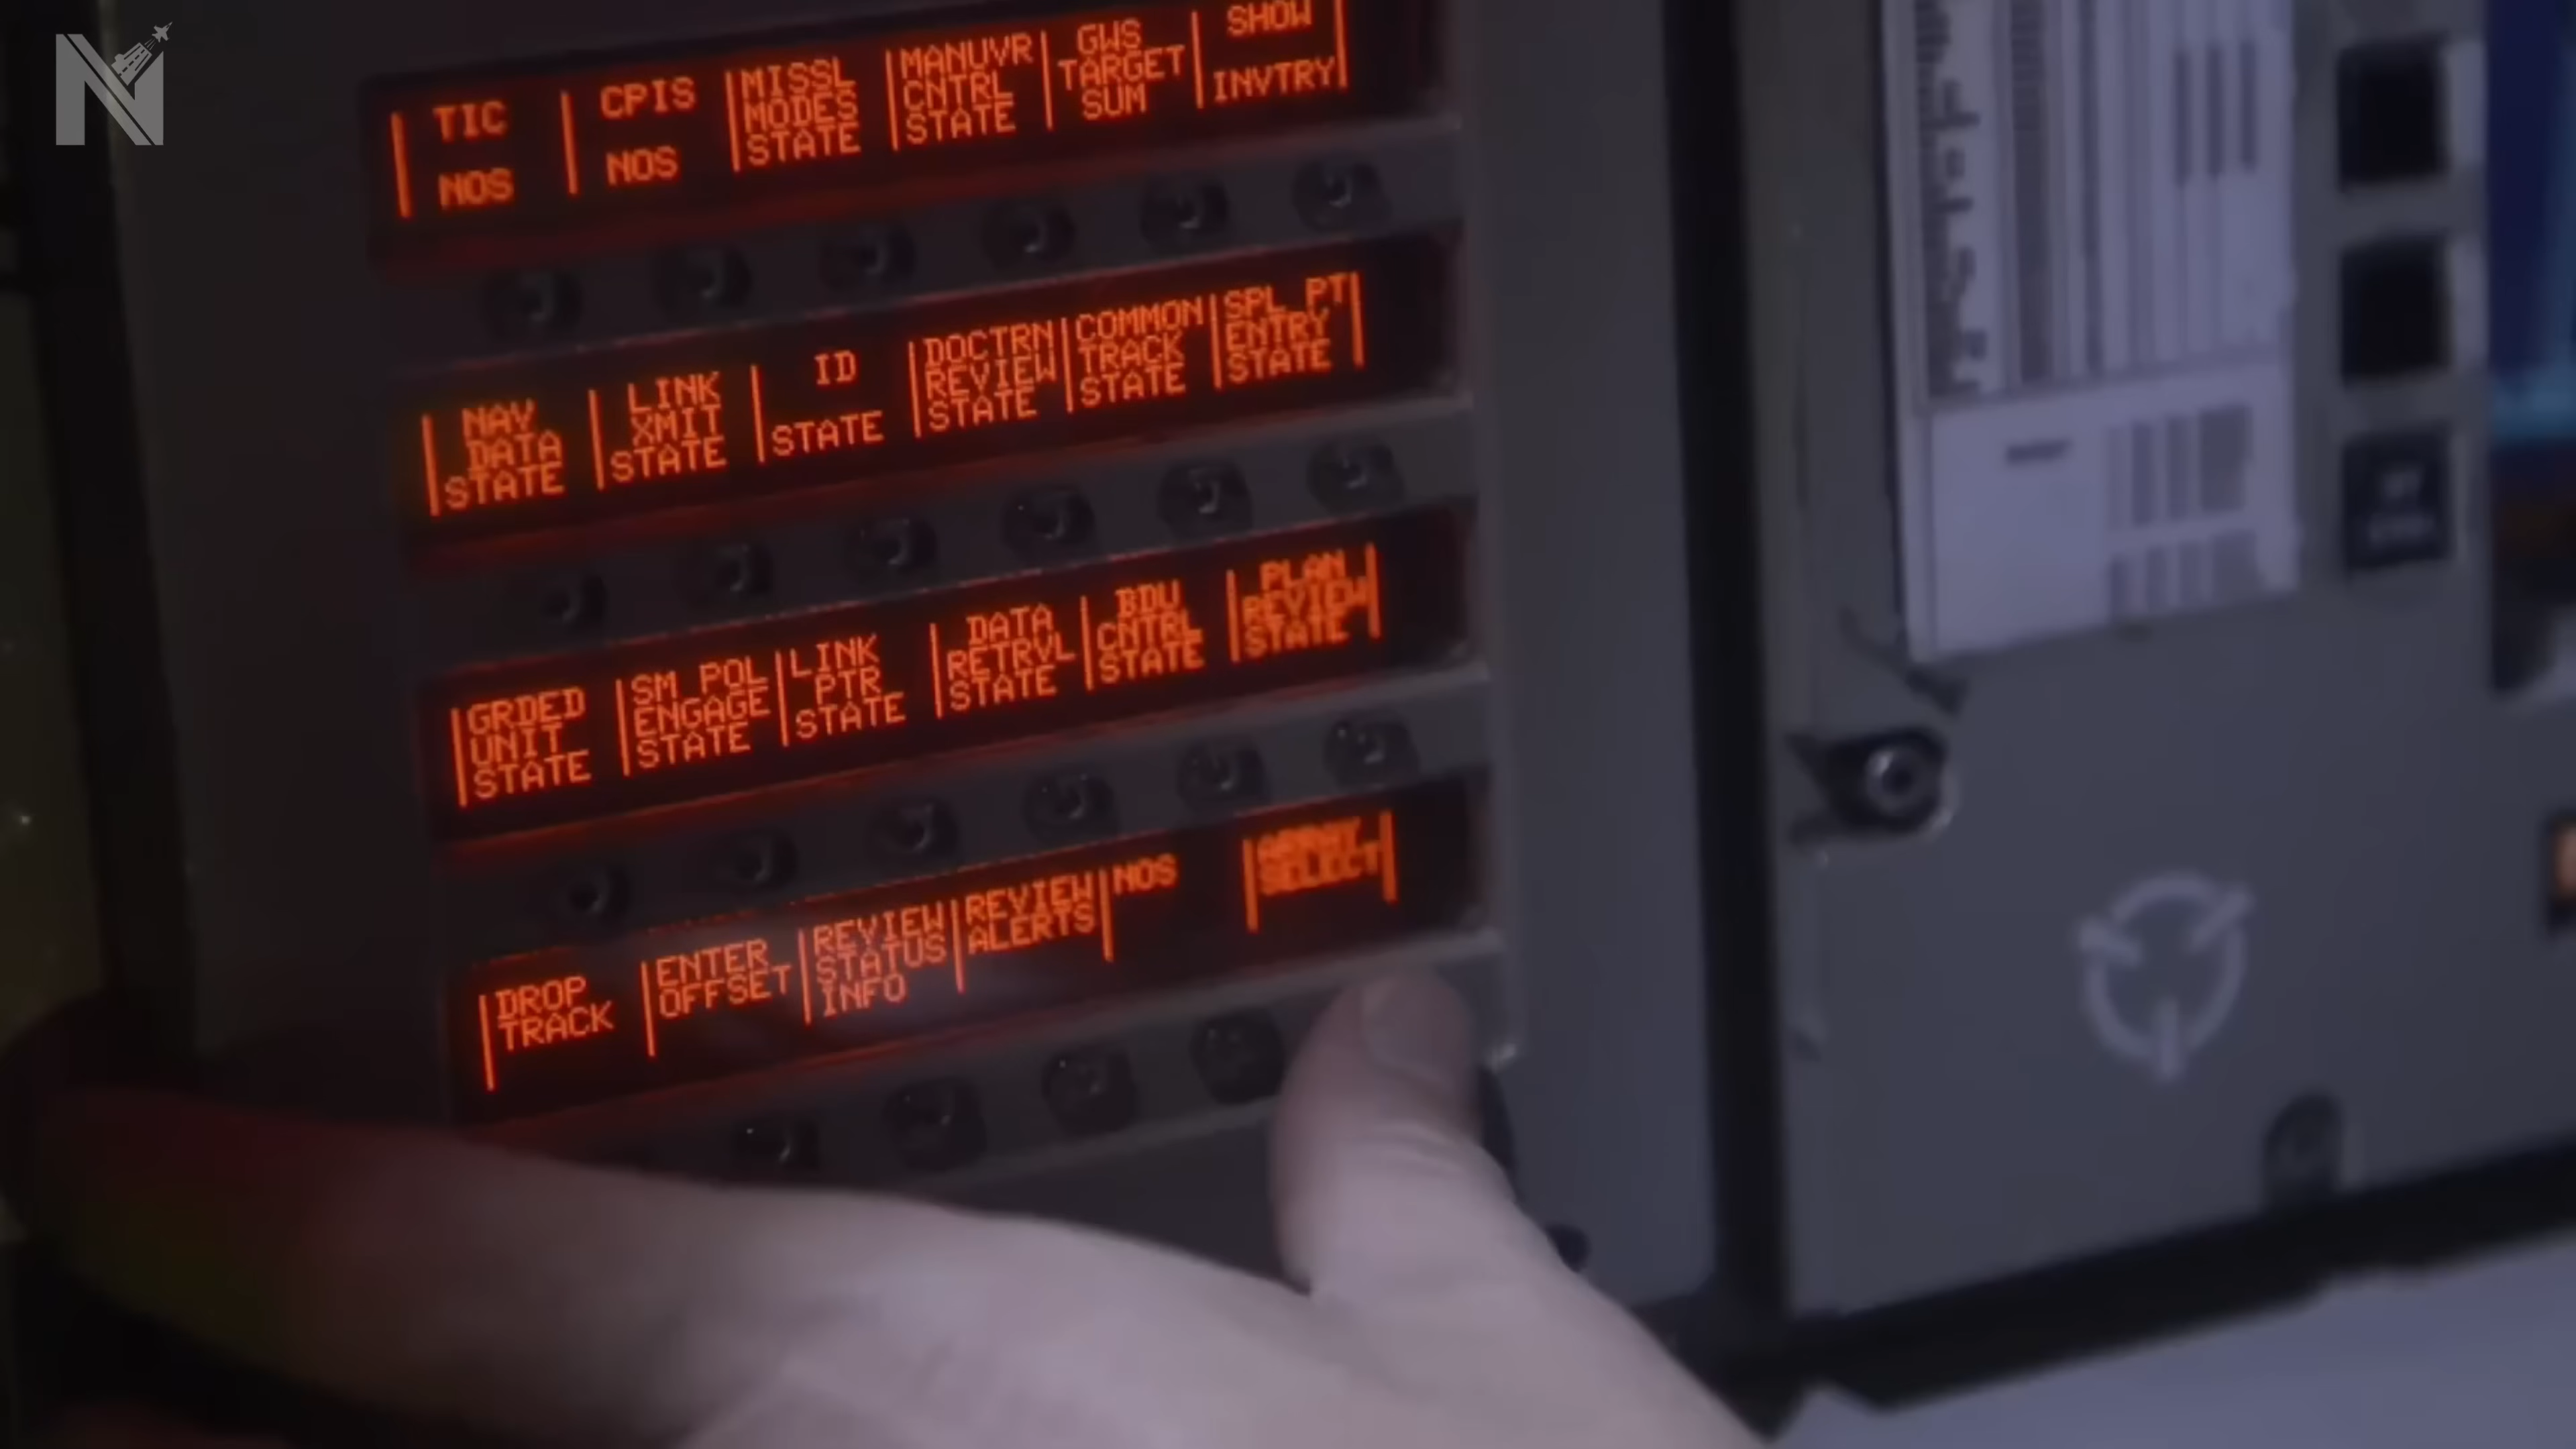 N
TIC
NOS
CPIS
NOS
MISSL
MODES
STATE
MANUVR
CNTRL
STATE
GWS
TARGET
SUM
SHOW
INVTRY
NAV
DATA
STATE
LINK
XMIT
STATE
ID
STATE
DOCTRN
REVIEW
STATE
COMMON
TRACK
STATE
SPL PT
ENTRY
STATE
GRDED
UNIT
STATE
SM POL
ENGAGE
STATE
LINK
PTR
STATE
DATA
RETRVL
STATE
BDU
CNTRL
STATE
PLAN
REVIEW
STATE
DROP
TRACK
ENTER
OFFSET
REVIEW
STATUS
INFO
REVIEW
ALERTS
NOS
ARRAY
SELECT